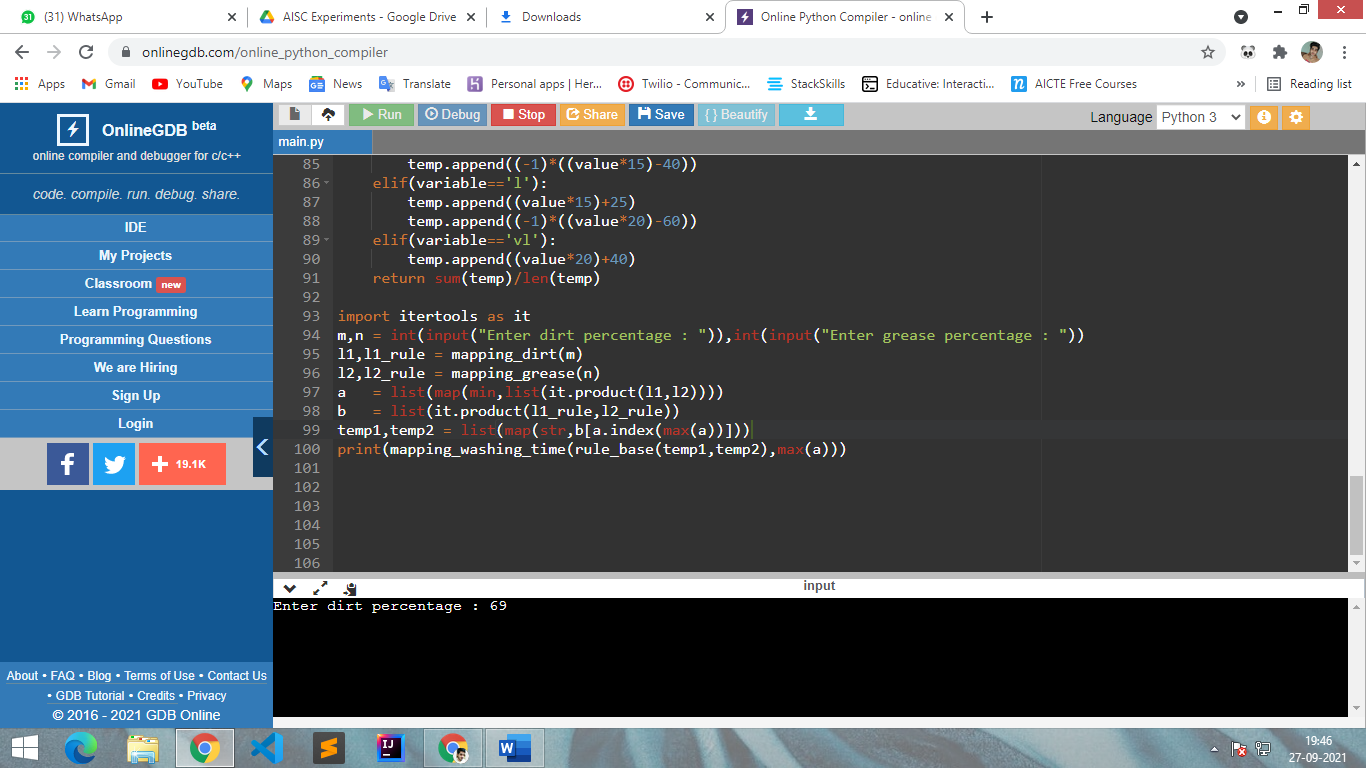 (31) WhatsApp
AISC Experiments - Google Drive
Downloads
Online Python Compiler - online
onlinegdb.com/online_python_compiler
Apps
Gmail
YouTube
Maps
News
Translate
Personal apps | Her...
Twilio - Communic...
StackSkills
Educative: Interacti...
AICTE Free Courses
»
Reading list
OnlineGDB beta
online compiler and debugger for c/c++
code. compile. run. debug. share.
IDE
My Projects
Classroom new
Learn Programming
Programming Questions
We are Hiring
Sign Up
Login
19.1K
About • FAQ • Blog • Terms of Use • Contact Us
• GDB Tutorial • Credits • Privacy
© 2016 - 2021 GDB Online
Run Debug Stop Share Save { } Beautify
Language Python 3
main.py
85 temp.append((-1)*((value*15)-40))
86 elif(variable=='l'):
87 temp.append((value*15)+25)
88 temp.append((-1)*((value*20)-60))
89 elif(variable=='vl'):
90 temp.append((value*20)+40)
91 return sum(temp)/len(temp)
92
93 import itertools as it
94 m,n = int(input("Enter dirt percentage : ")),int(input("Enter grease percentage : "))
95 l1,l1_rule = mapping_dirt(m)
96 l2,l2_rule = mapping_grease(n)
97 a = list(map(min,list(it.product(l1,l2))))
98 b = list(it.product(l1_rule,l2_rule))
99 temp1,temp2 = list(map(str,b[a.index(max(a))]))
100 print(mapping_washing_time(rule_base(temp1,temp2),max(a)))
101
102
103
104
105
106
input
Enter dirt percentage : 69
19:46
27-09-2021